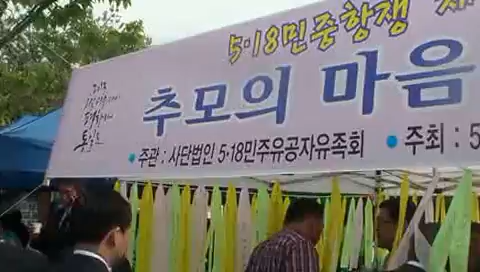 5·18민중항쟁
추모의 마음
• 주관 : 사단법인 5·18민주유공자유족회 • 주최 : 5